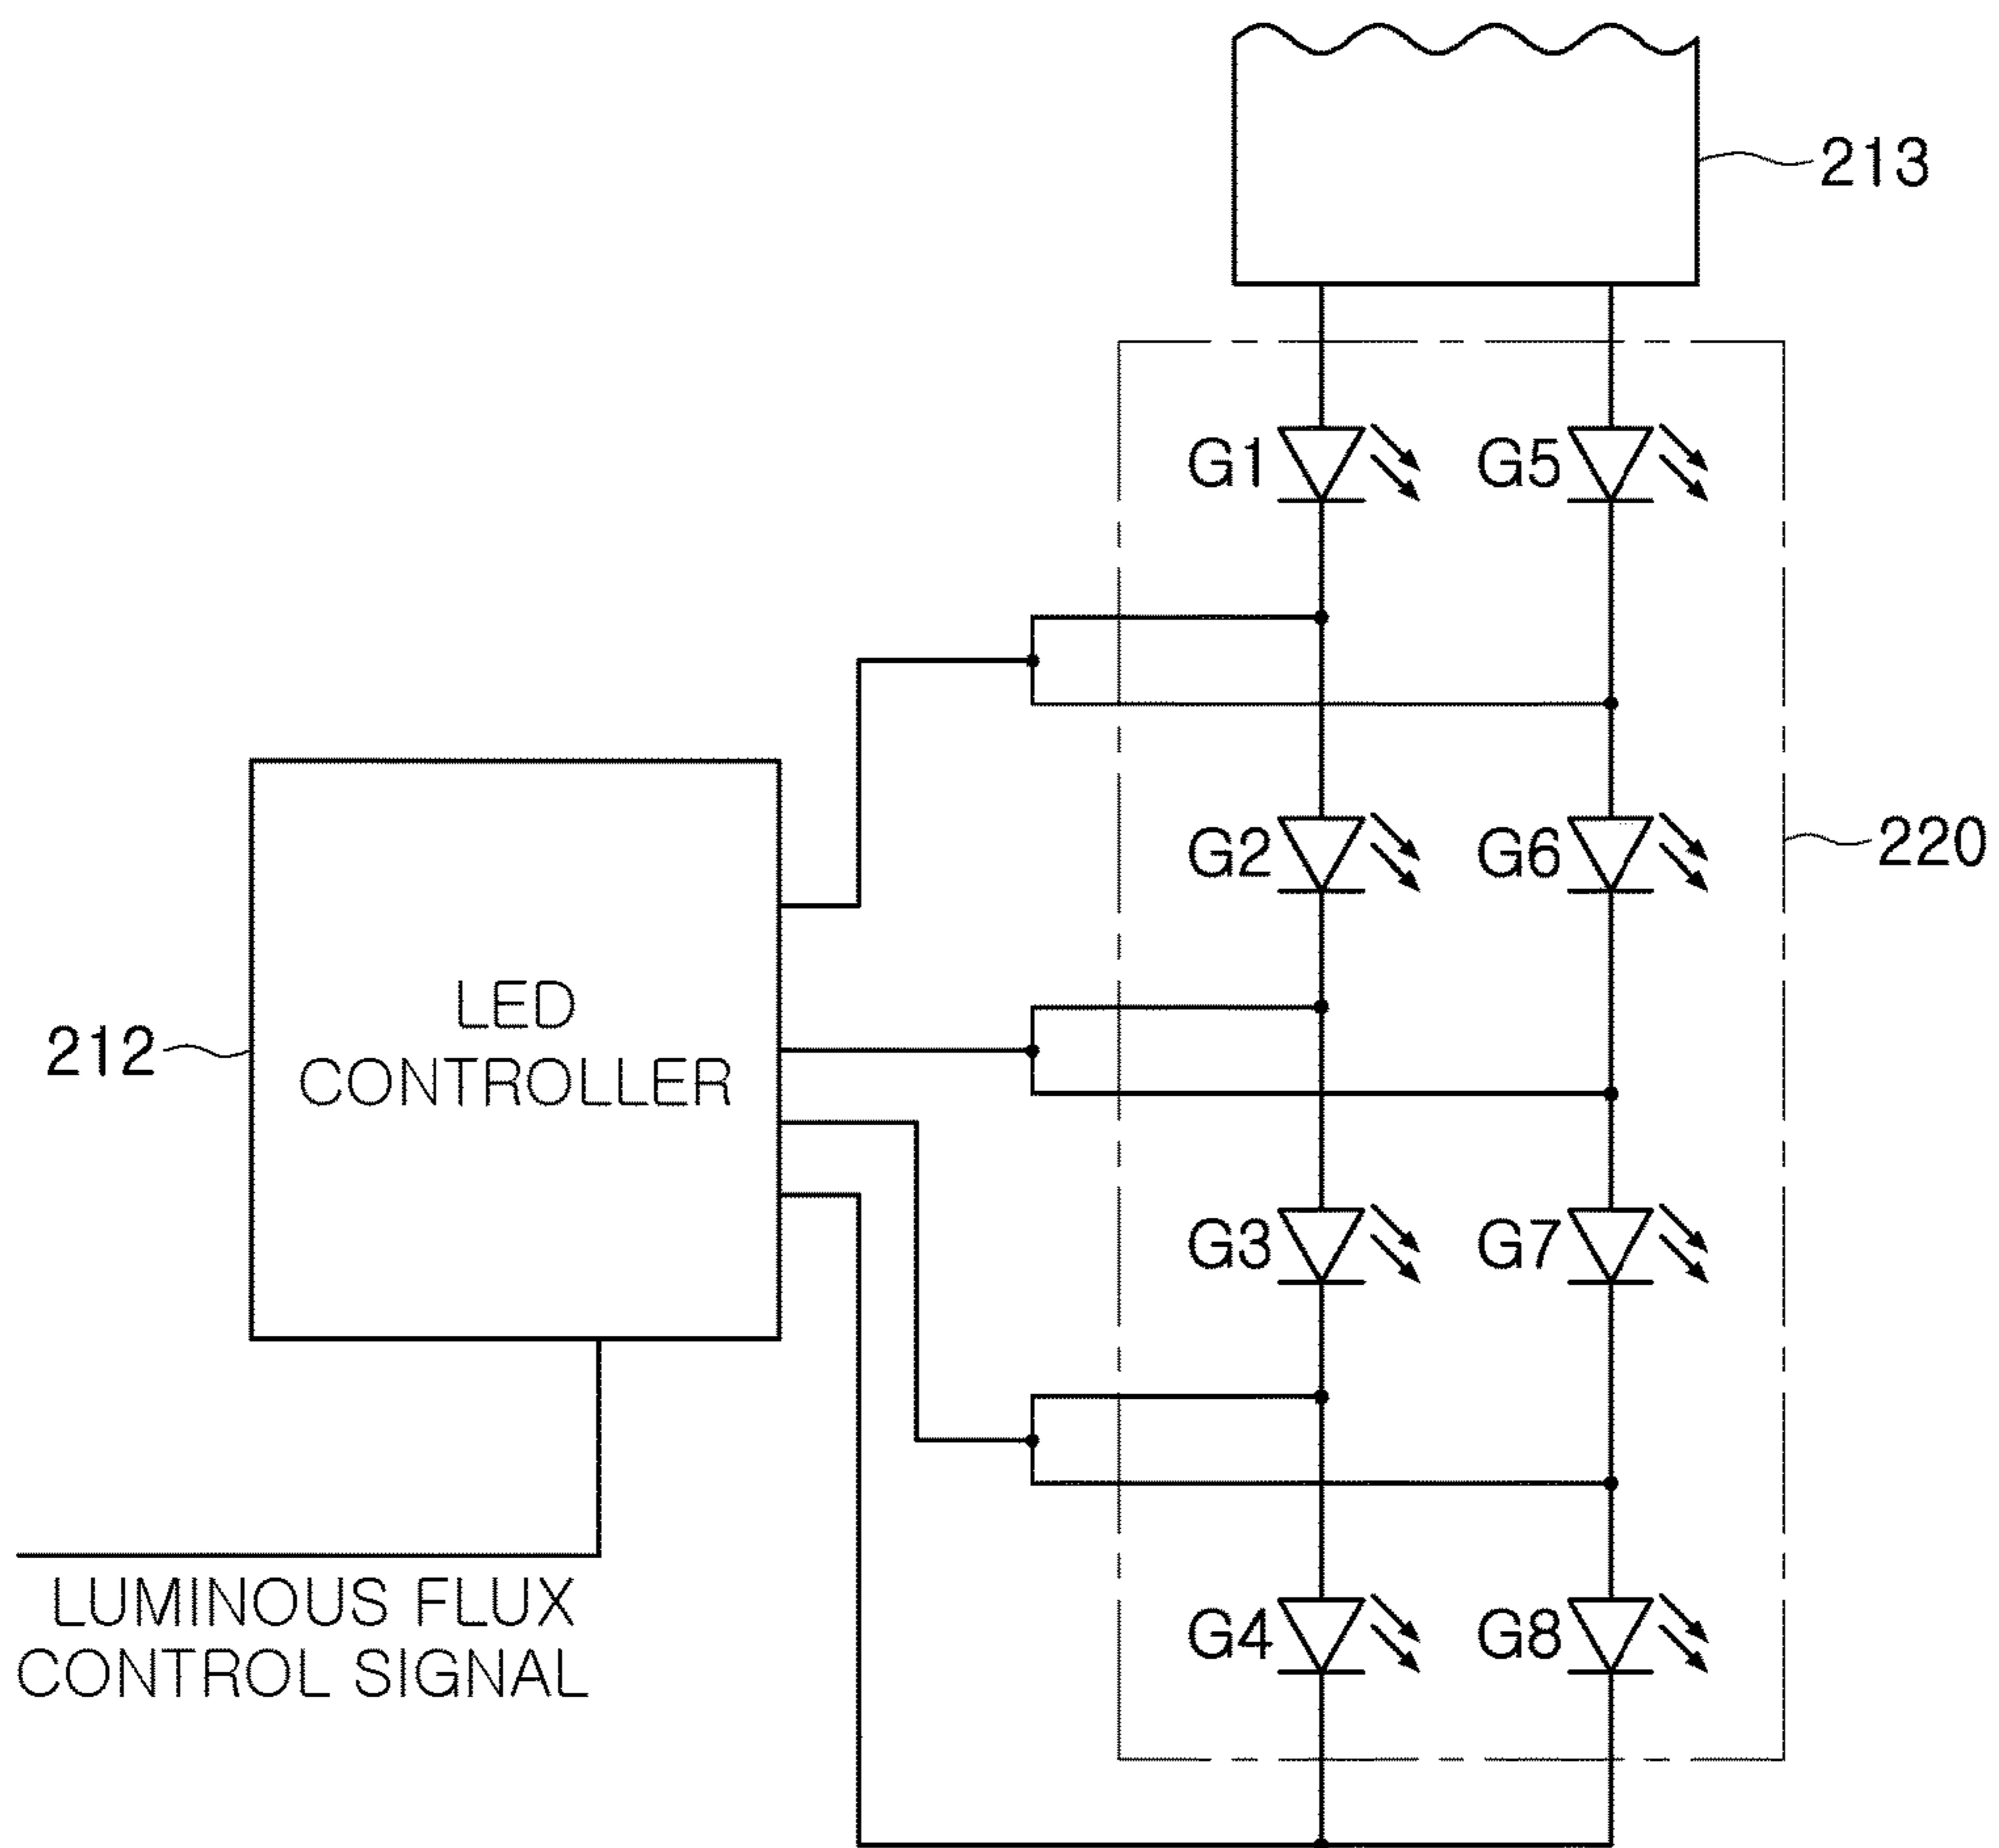 213
G1
G5
G2
G6
220
LED
CONTROLLER
212
G3
G7
G4
G8
LUMINOUS FLUX
CONTROL SIGNAL